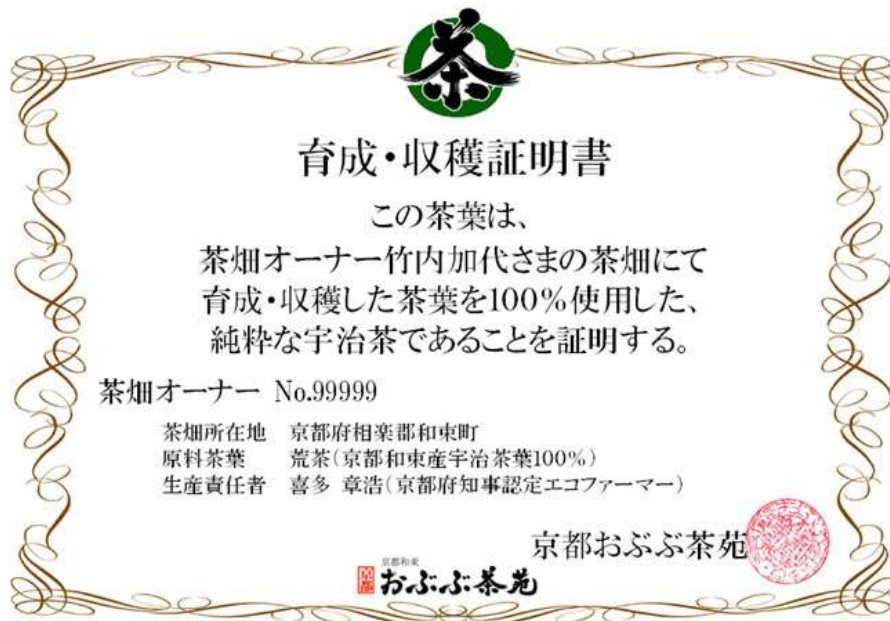 茶
育成・収穫証明書
この茶葉は、
茶畑オーナー竹内加代さまの茶畑にて
育成・収穫した茶葉を100%使用した、
純粋な宇治茶であることを証明する。
茶畑オーナー No.99999
茶畑所在地 京都府相楽郡和束町
原料茶葉 荒茶(京都和束産宇治茶葉100%)
生産責任者 喜多 章浩(京都府知事認定エコファーマー)
京都おぶぶ茶苑
京都和束
おぶぶ茶苑